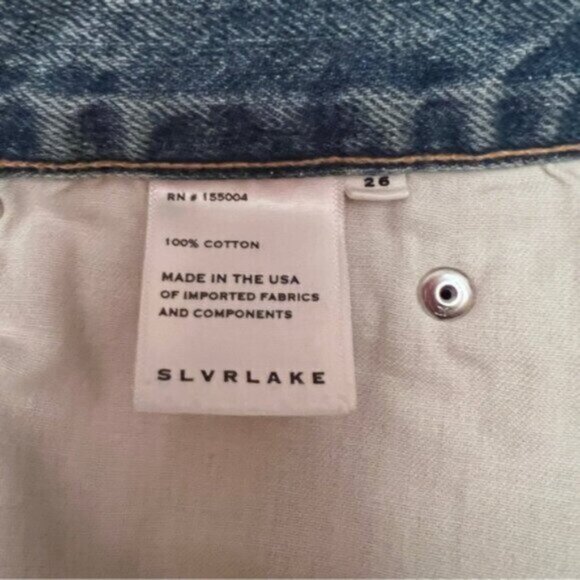 RN # 155004
26
100% COTTON
MADE IN THE USA
OF IMPORTED FABRICS
AND COMPONENTS
SLVRLAKE